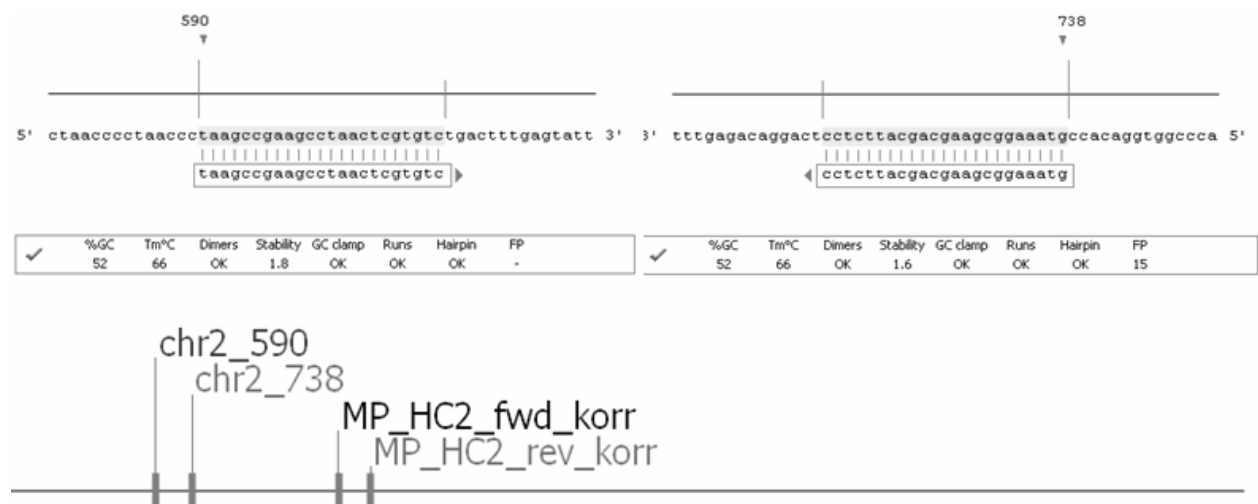 590
5' ctaacccctaaccctaagccgaagcctaactcgtgtctgactttgagtatt 3'
taagccgaagcctaactcgtgtc
%GC Tm°C Dimers Stability GC clamp Runs Hairpin FP
52 66 OK 1.8 OK OK OK -
738
3' tttgagacaggactcctcttacgacgaagcggaaatgccacaggtggccca 5'
cctcttacgacgaagcggaaatg
%GC Tm°C Dimers Stability GC clamp Runs Hairpin FP
52 66 OK 1.6 OK OK OK 15
chr2_590
chr2_738
MP_HC2_fwd_korr
MP_HC2_rev_korr